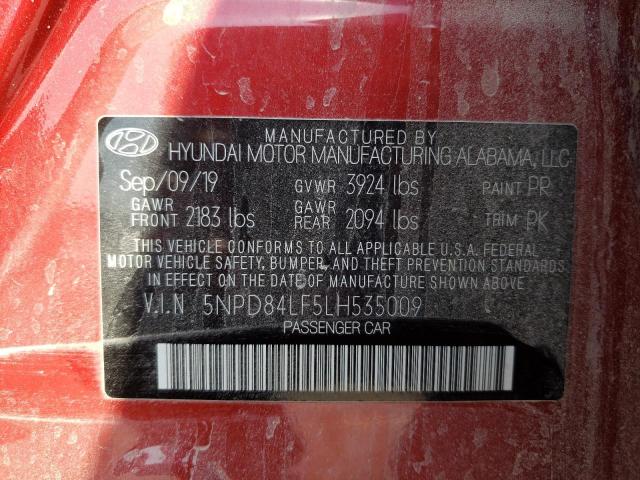 MANUFACTURED BY
HYUNDAI MOTOR MANUFACTURING ALABAMA, LLC
Sep/09/19 GVWR 3924 lbs PAINT PR
GAWR FRONT 2183 lbs GAWR REAR 2094 lbs TRIM PK
THIS VEHICLE CONFORMS TO ALL APPLICABLE U.S.A. FEDERAL
MOTOR VEHICLE SAFETY, BUMPER, AND THEFT PREVENTION
STANDARDS IN EFFECT ON THE DATE OF MANUFACTURE SHOWN ABOVE.
V.I.N 5NPD84LF5LH535009
PASSENGER CAR